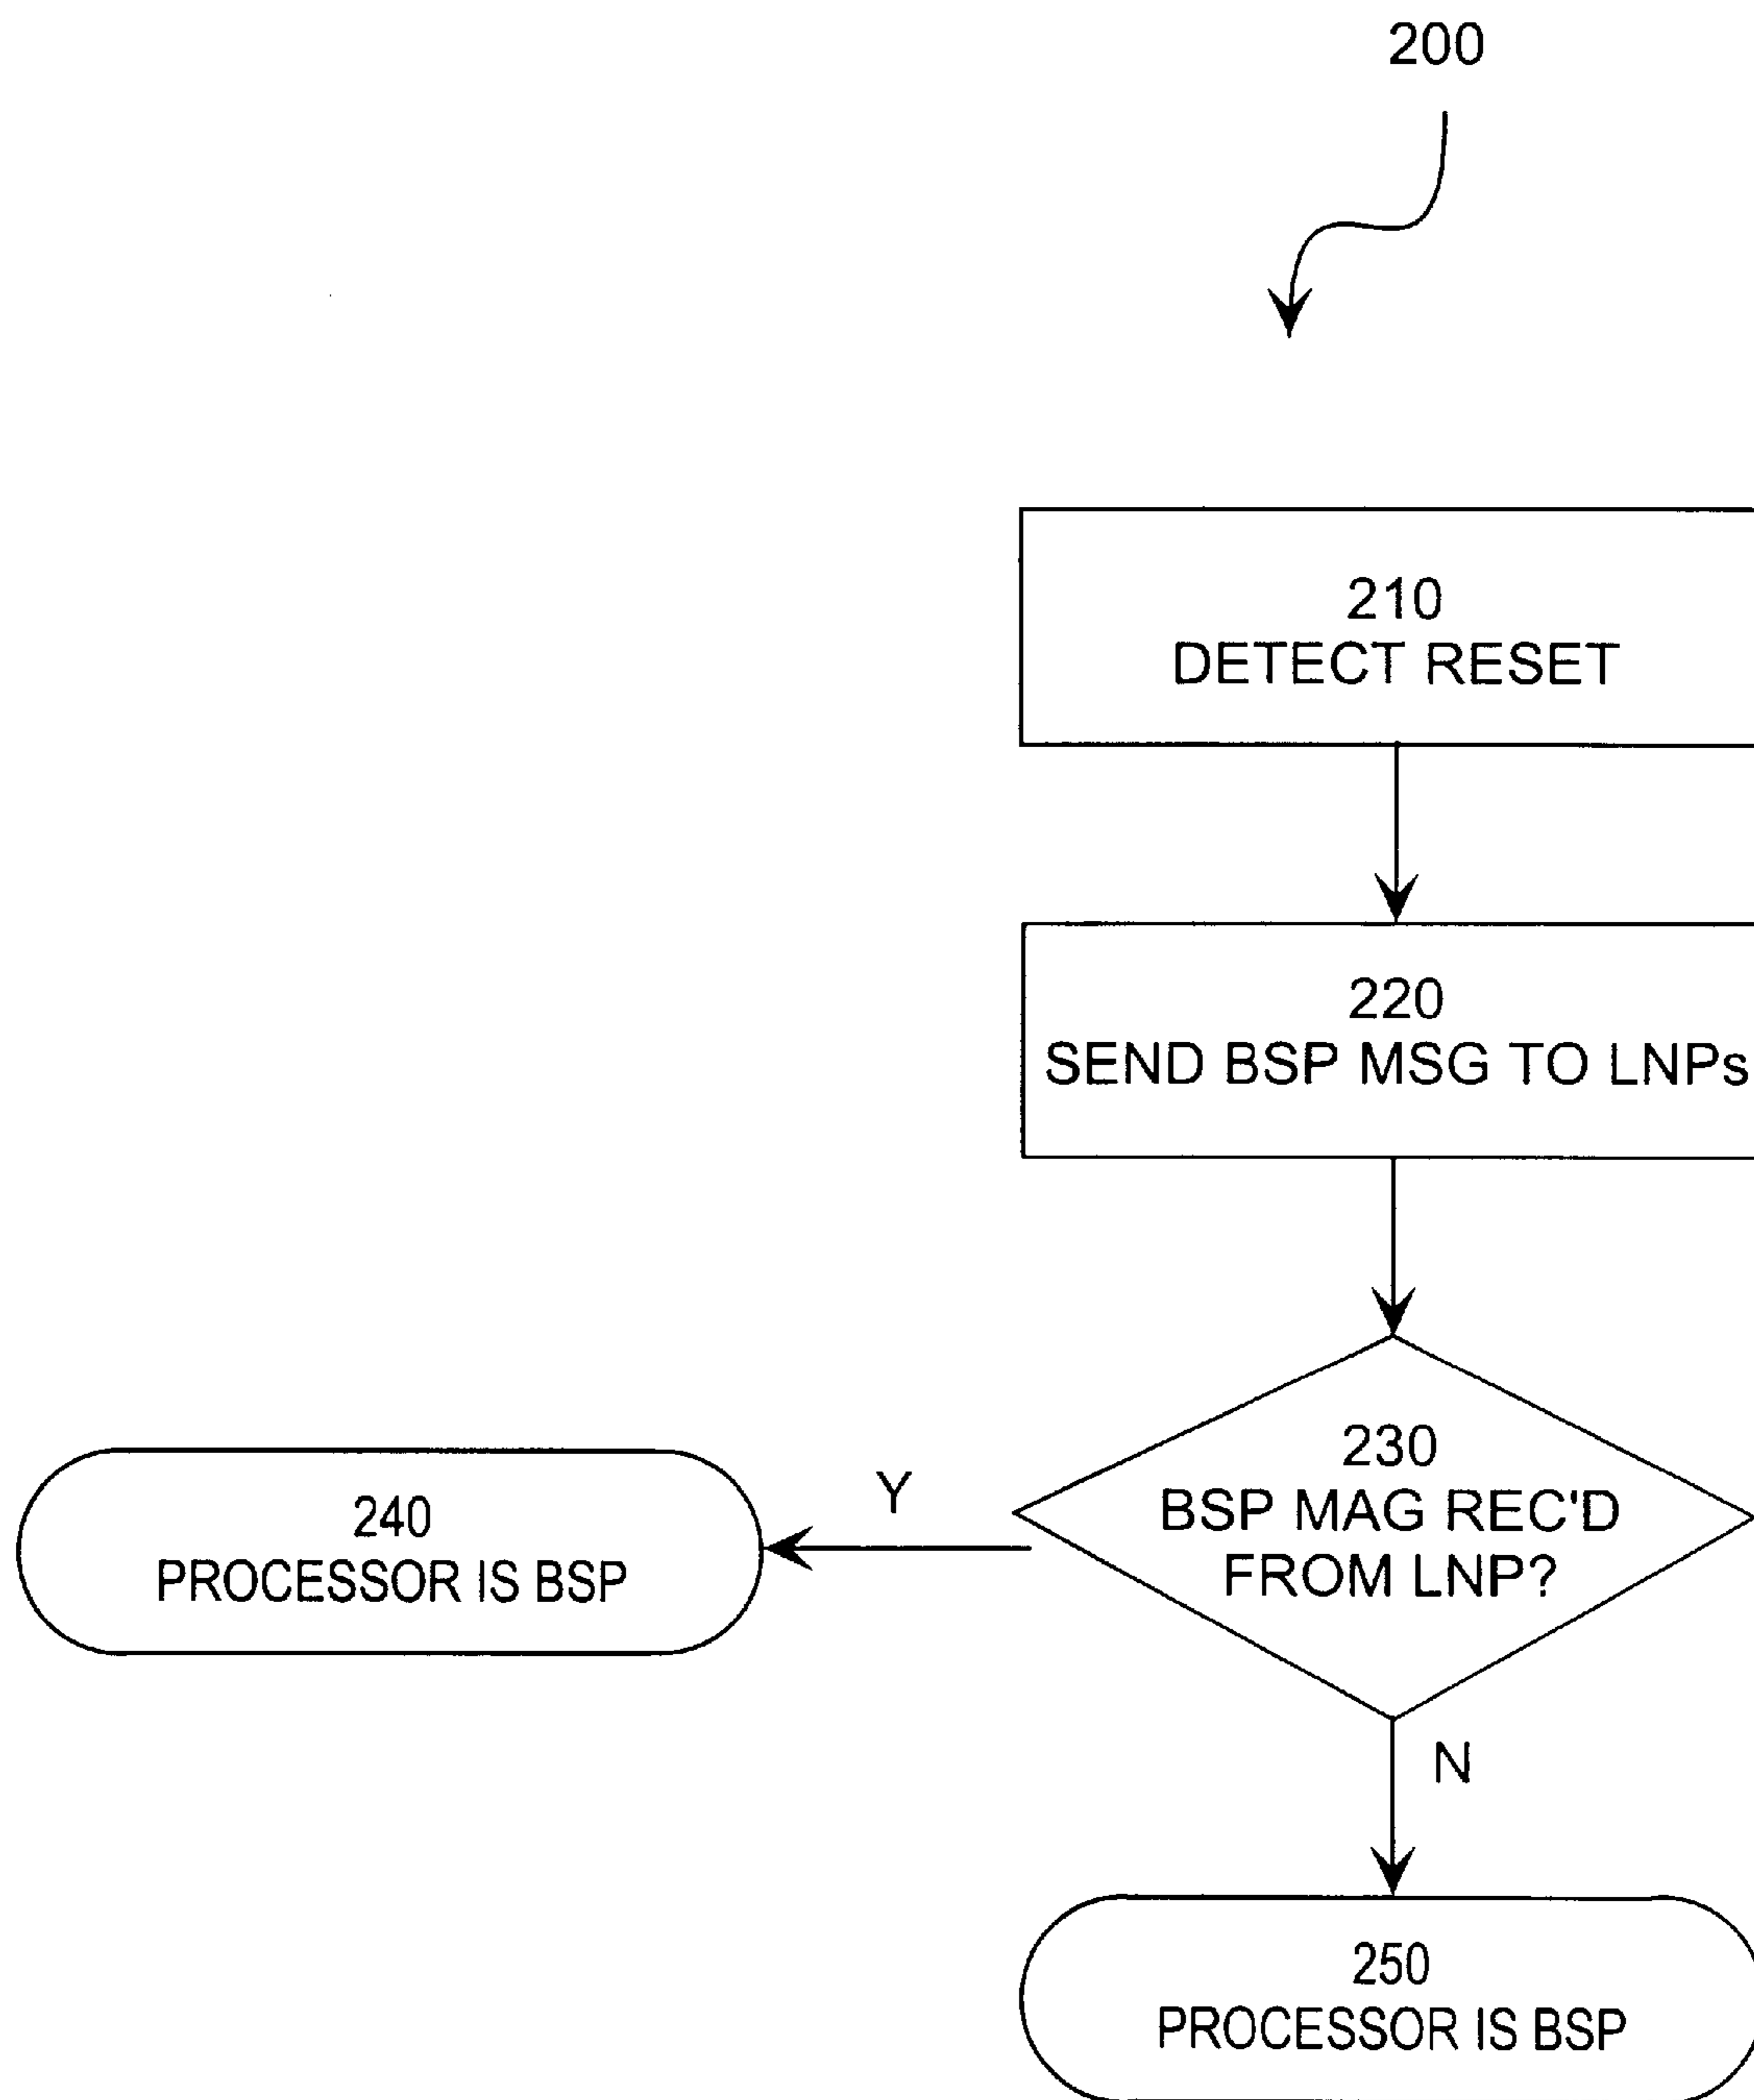 200
210
DETECT RESET
220
SEND BSP MSG TO LNPs
230
BSP MAG REC'D
FROM LNP?
Y
240
PROCESSOR IS BSP
N
250
PROCESSOR IS BSP